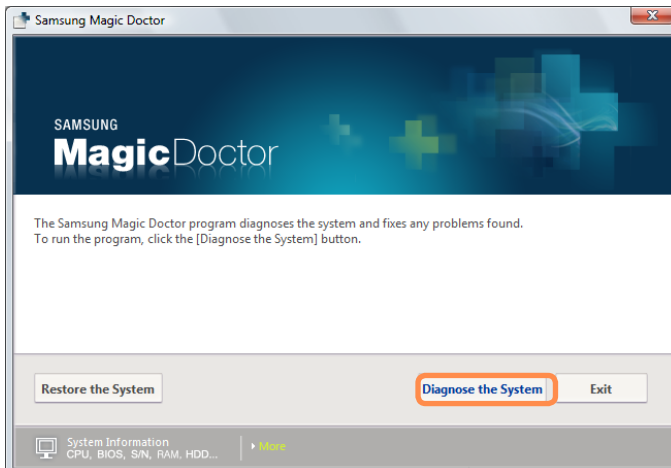 Samsung Magic Doctor
SAMSUNG
MagicDoctor
The Samsung Magic Doctor program diagnoses the system and fixes any problems found.
To run the program, click the [Diagnose the System] button.
Restore the System
Diagnose the System
Exit
System Information
CPU, BIOS, S/N, RAM, HDD...
More